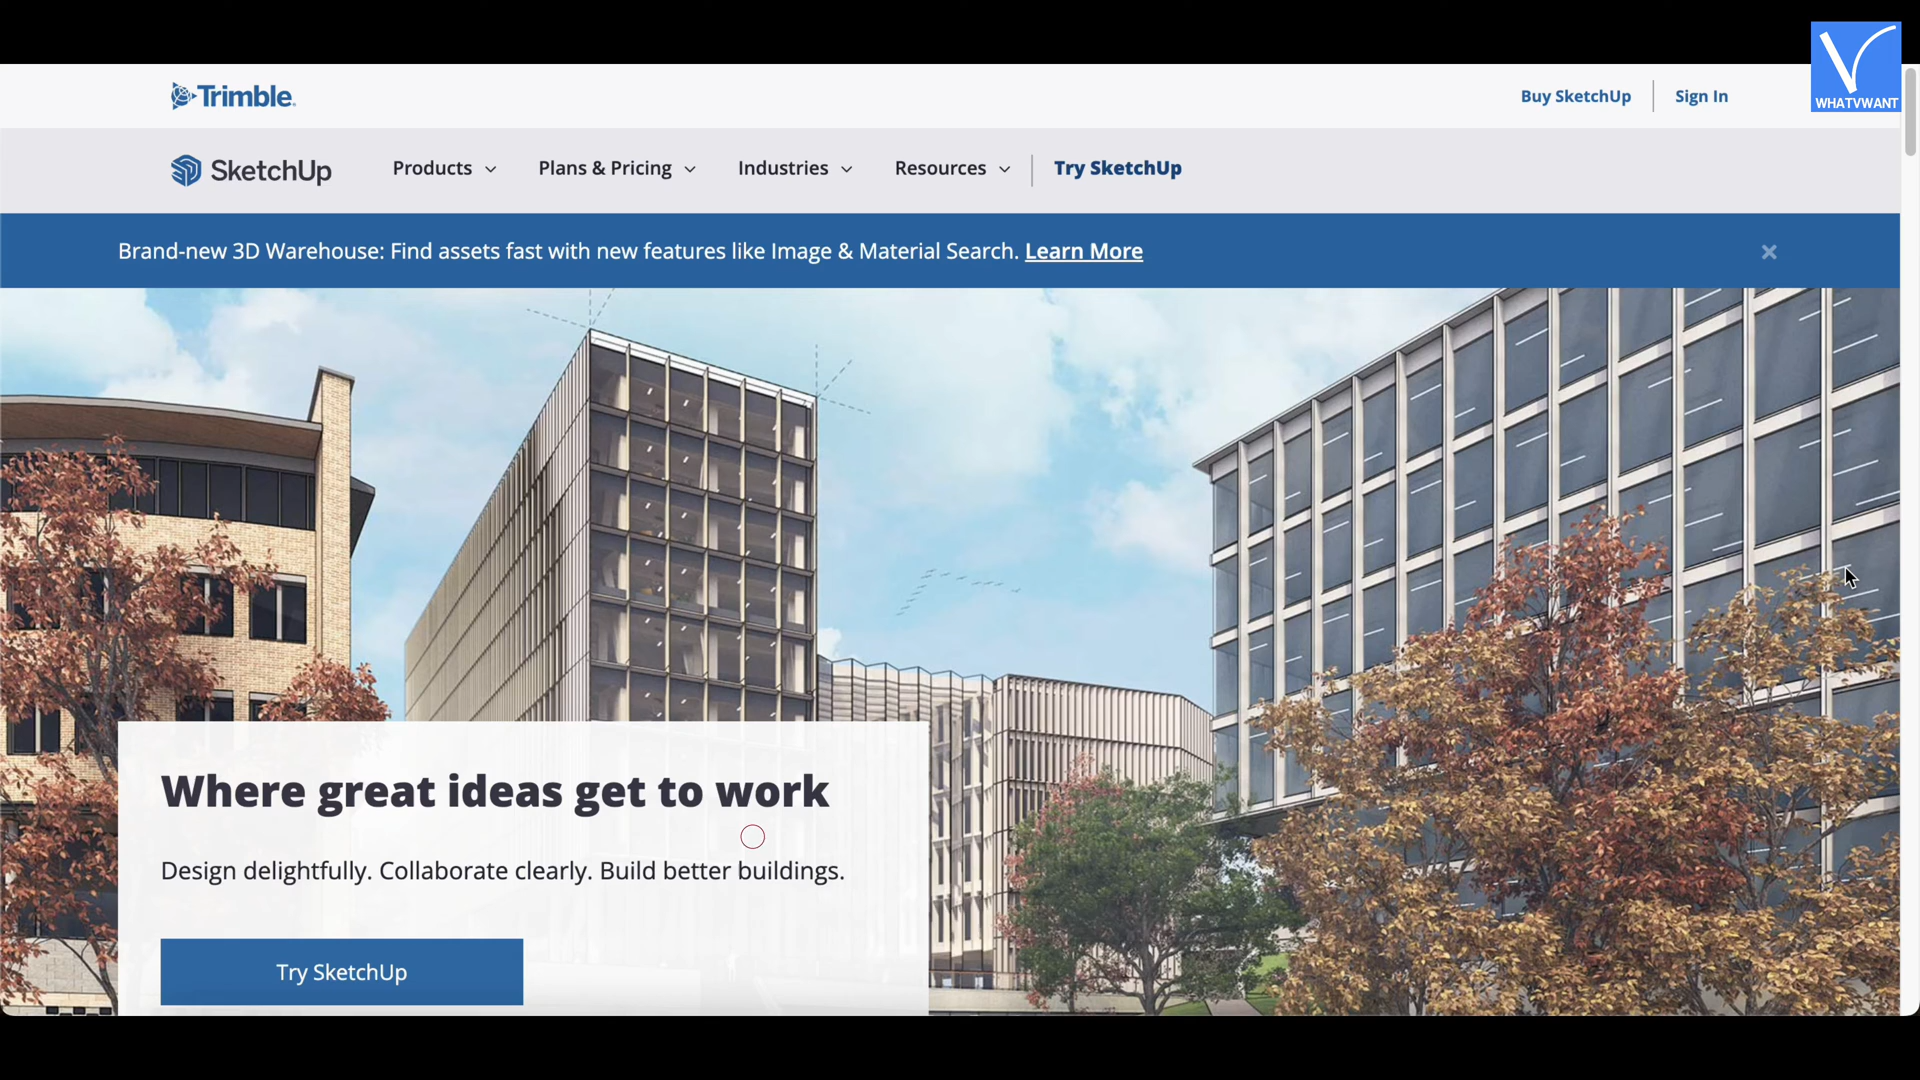 WHATVWANT
Trimble
Buy SketchUp
Sign In
SketchUp
Products
Plans & Pricing
Industries
Resources
Try SketchUp
Brand-new 3D Warehouse: Find assets fast with new features like Image & Material Search. Learn More
Where great ideas get to work
Design delightfully. Collaborate clearly. Build better buildings.
Try SketchUp